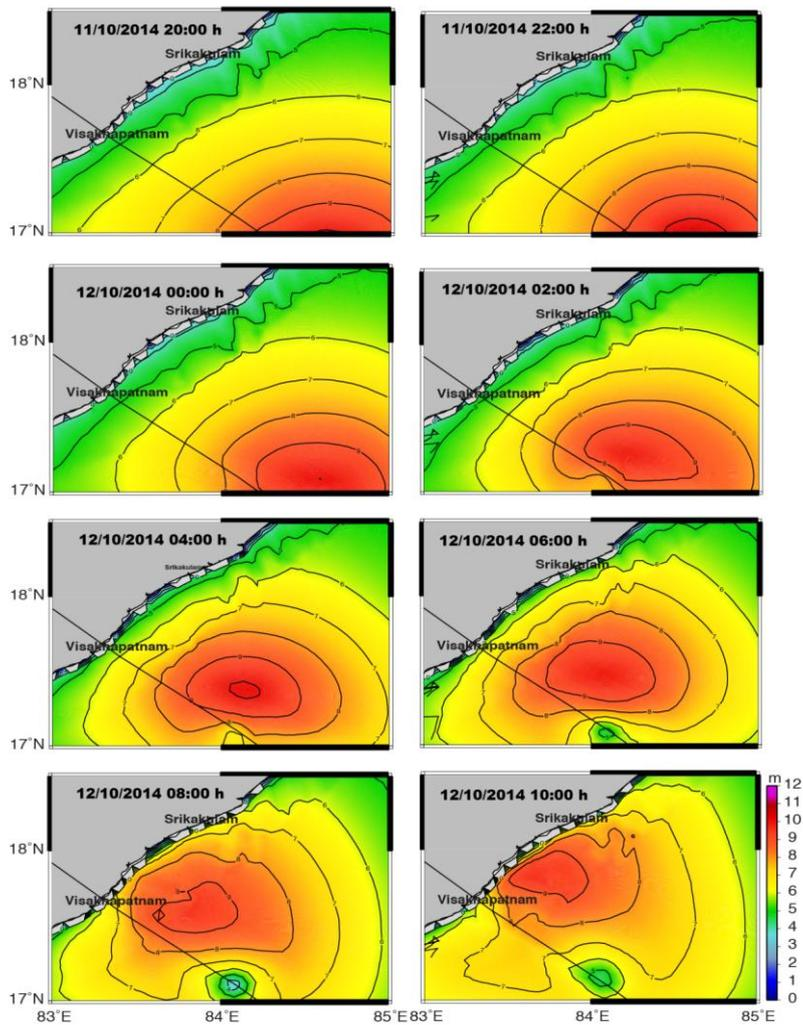 11/10/2014 20:00 h
Srikakulam
18°N
Visakhapatnam
17°N
11/10/2014 22:00 h
Srikakulam
Visakhapatnam
12/10/2014 00:00 h
Srikakulam
18°N
Visakhapatnam
17°N
12/10/2014 02:00 h
Srikakulam
Visakhapatnam
12/10/2014 04:00 h
Srikakulam
18°N
Visakhapatnam
17°N
12/10/2014 06:00 h
Srikakulam
Visakhapatnam
12/10/2014 08:00 h
Srikakulam
18°N
Visakhapatnam
17°N
83°E 84°E 85°E
12/10/2014 10:00 h
Srikakulam
Visakhapatnam
83°E 84°E 85°E
m
12
11
10
9
8
7
6
5
4
3
2
1
0